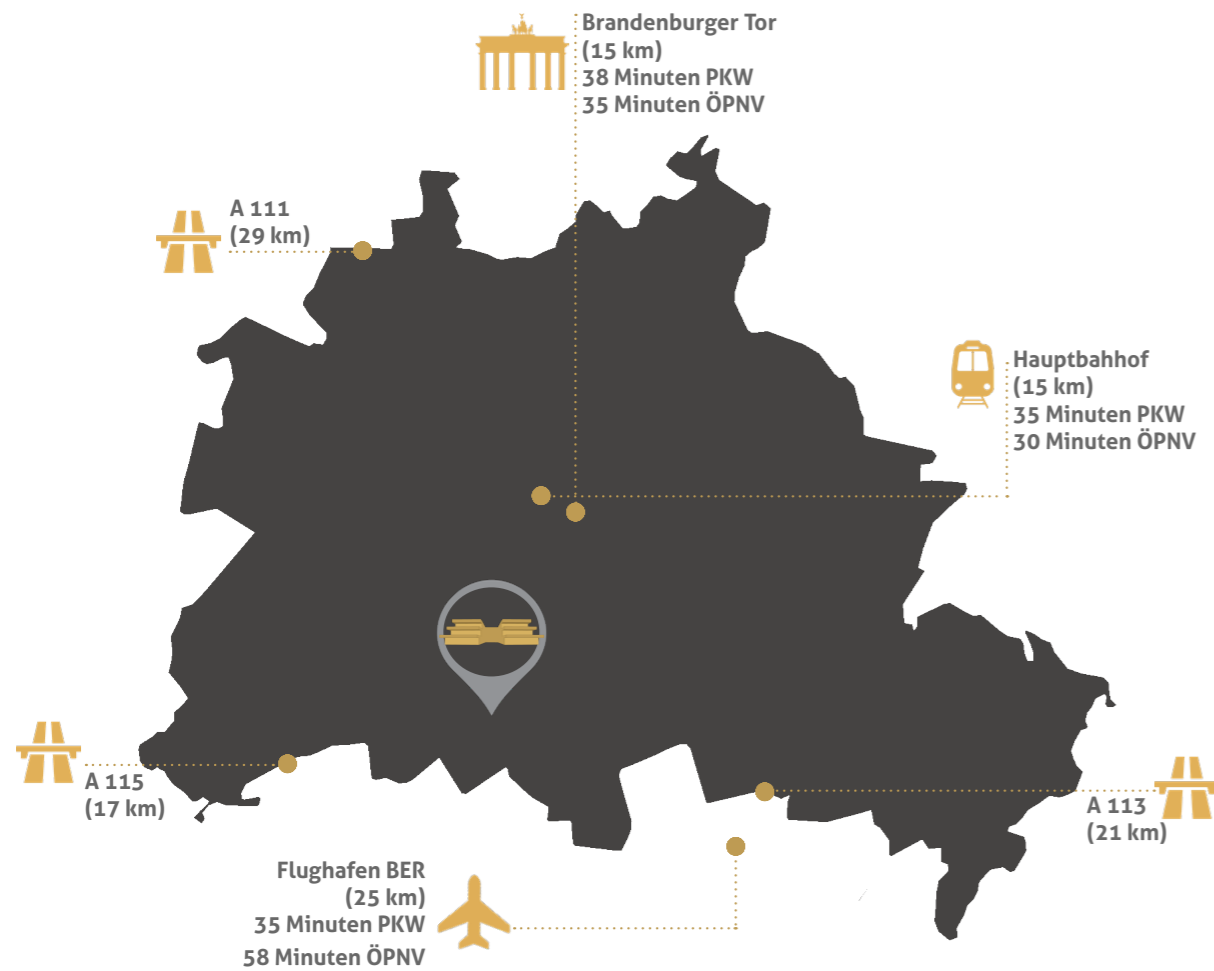 Brandenburger Tor
(15 km)
38 Minuten PKW
35 Minuten ÖPNV
A 111
(29 km)
Hauptbahnhof
(15 km)
35 Minuten PKW
30 Minuten ÖPNV
A 115
(17 km)
A 113
(21 km)
Flughafen BER
(25 km)
35 Minuten PKW
58 Minuten ÖPNV